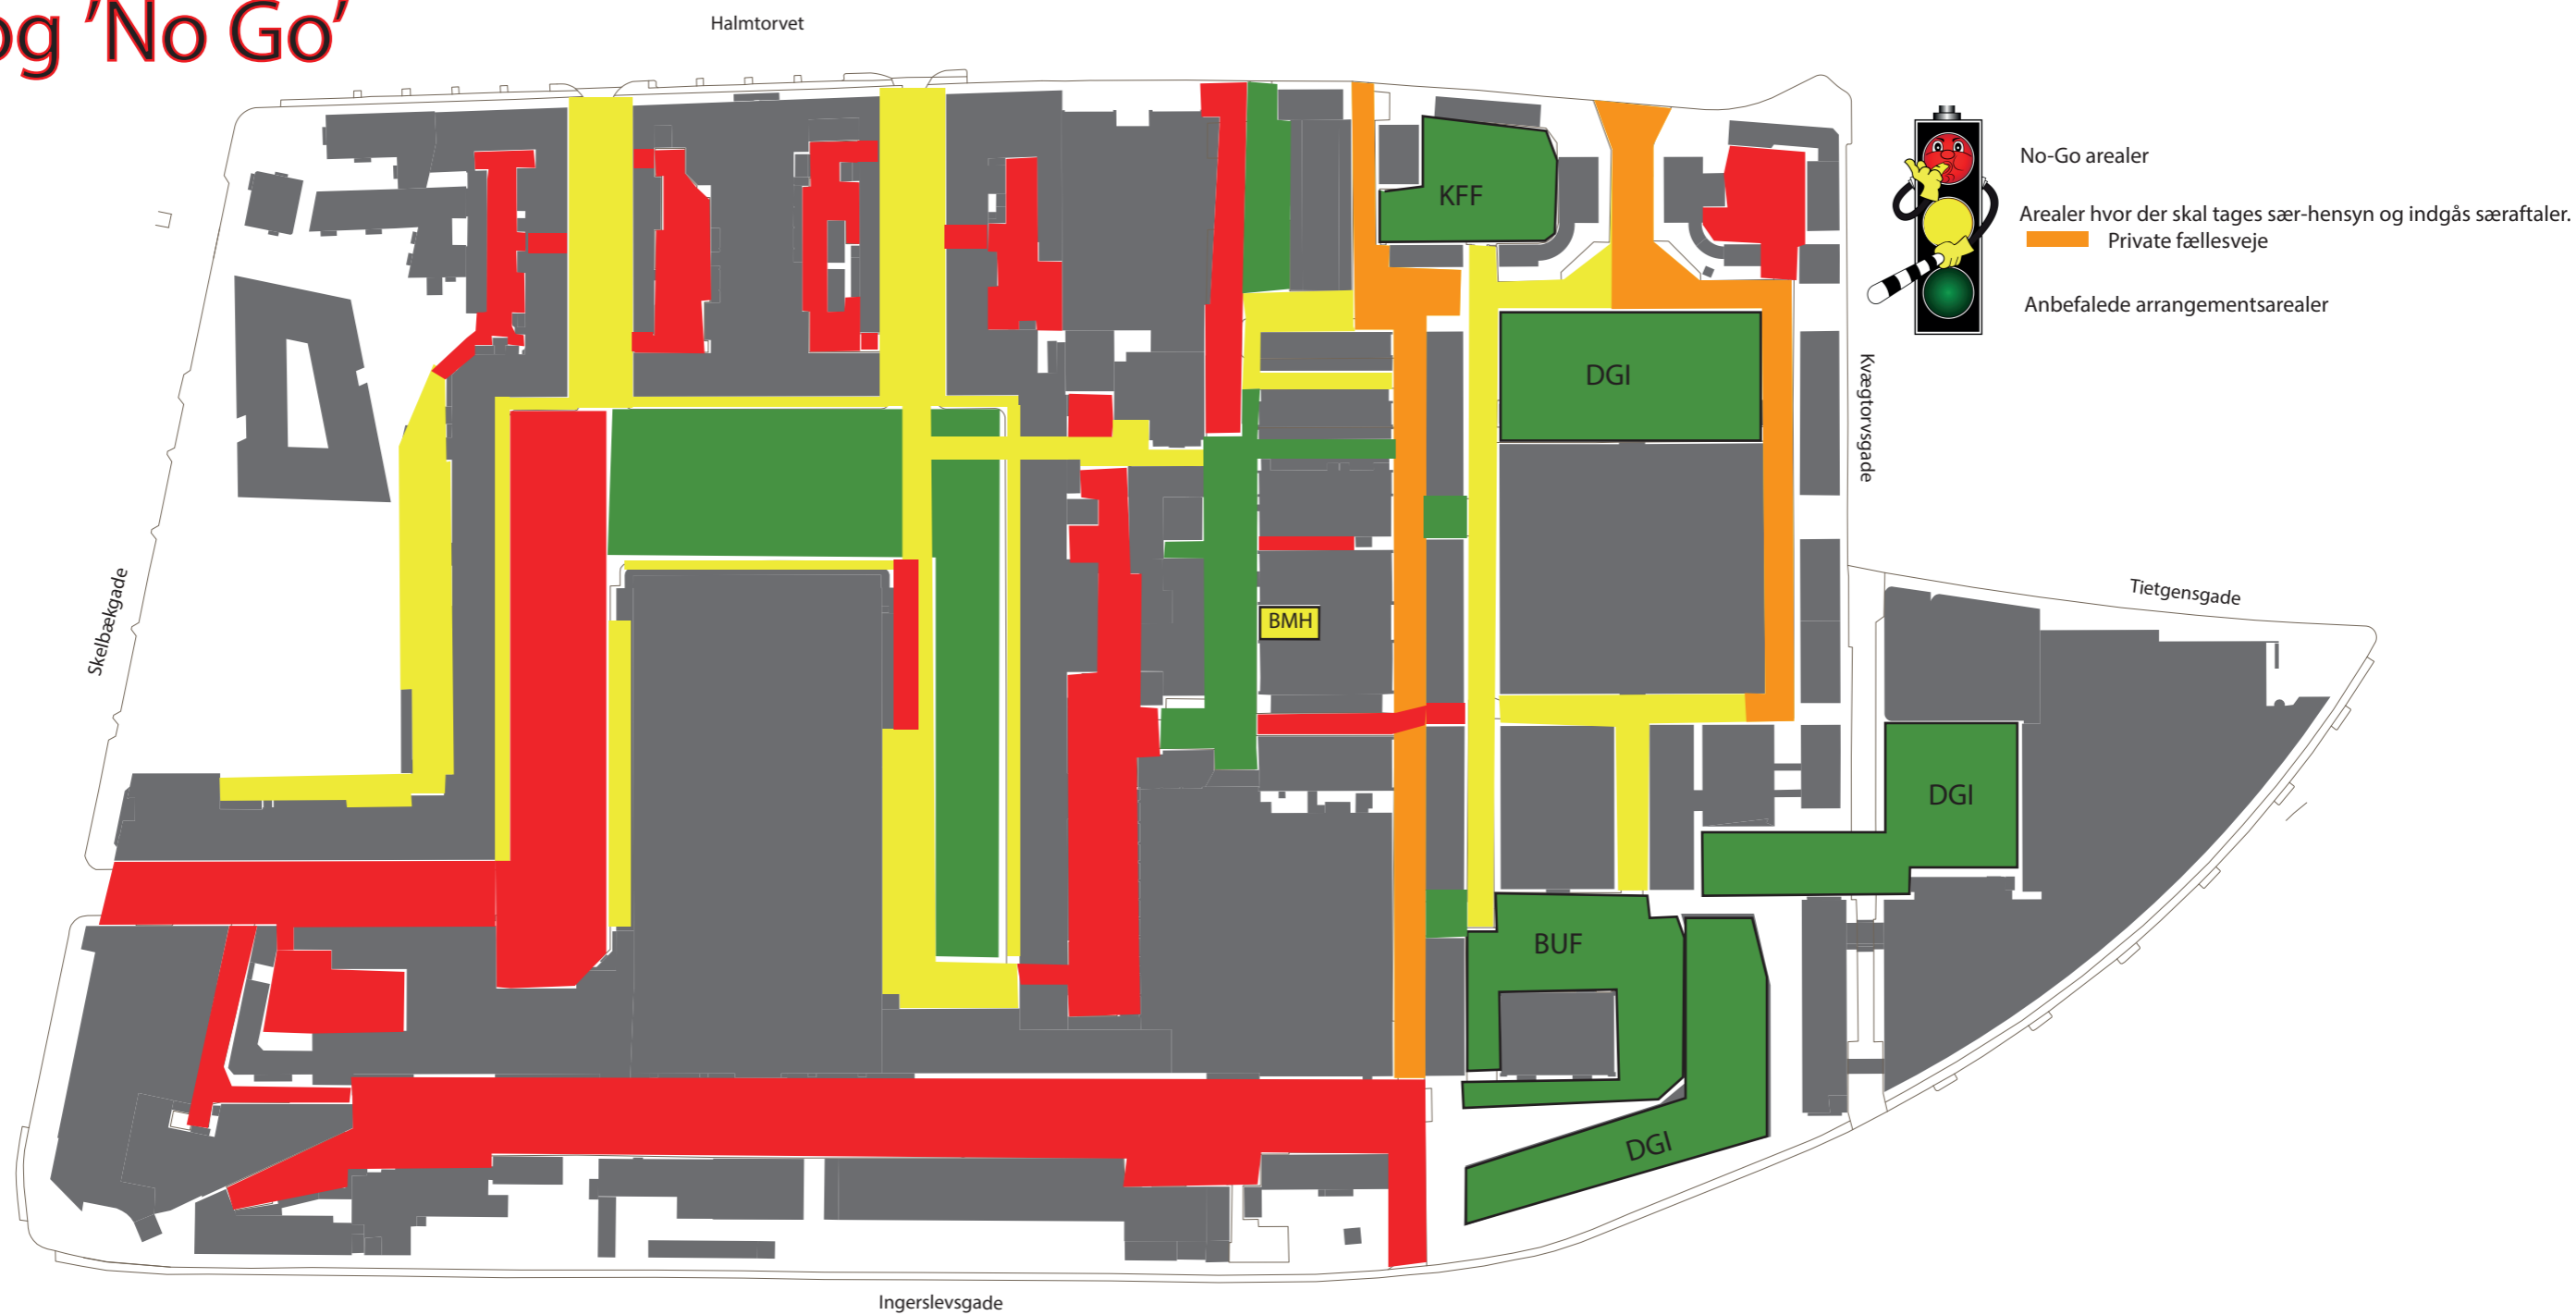 og 'No Go'
Halmtorvet
No-Go arealer
Arealer hvor der skal tages sær-hensyn og indgås særaftaler.
Private fællesveje
Anbefalede arrangementsarealer
KFF
DGI
Kvægtorvsgade
Tietgensgade
Skelbækgade
BMH
DGI
BUF
DGI
Ingerslevsgade